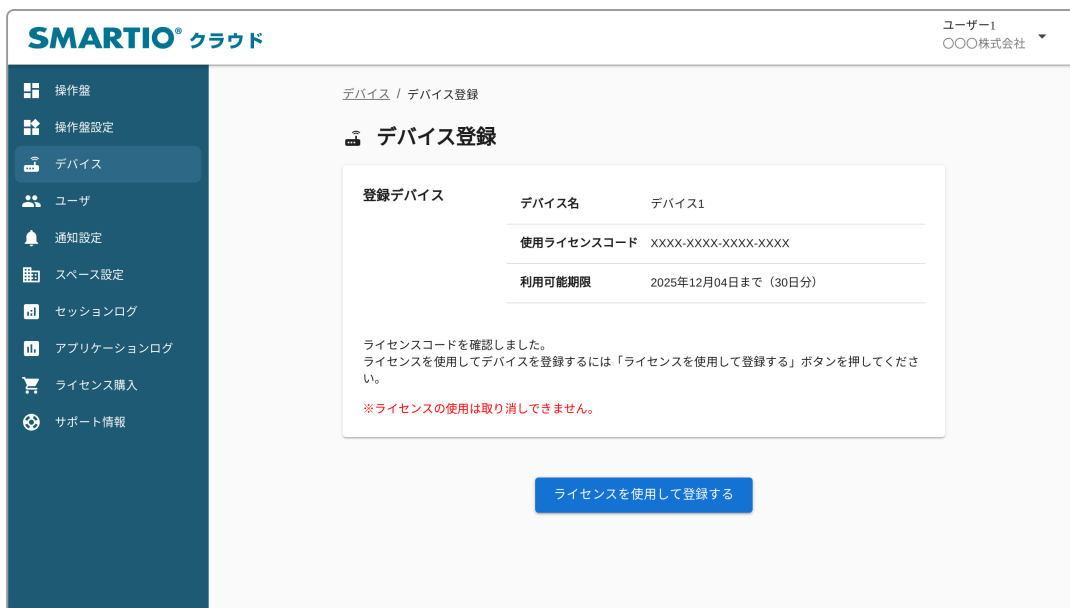 SMARTIO® クラウド
ユーザー1
〇〇〇株式会社
操作盤
操作盤設定
デバイス
ユーザ
通知設定
スペース設定
セッションログ
アプリケーションログ
ライセンス購入
サポート情報
デバイス / デバイス登録
デバイス登録
登録デバイス
デバイス名 デバイス1
使用ライセンスコード XXXX-XXXX-XXXX-XXXX
利用可能期限 2025年12月04日まで（30日分）
ライセンスコードを確認しました。
ライセンスを使用してデバイスを登録するには「ライセンスを使用して登録する」ボタンを押してくださ
い。
※ライセンスの使用は取り消しできません。
ライセンスを使用して登録する